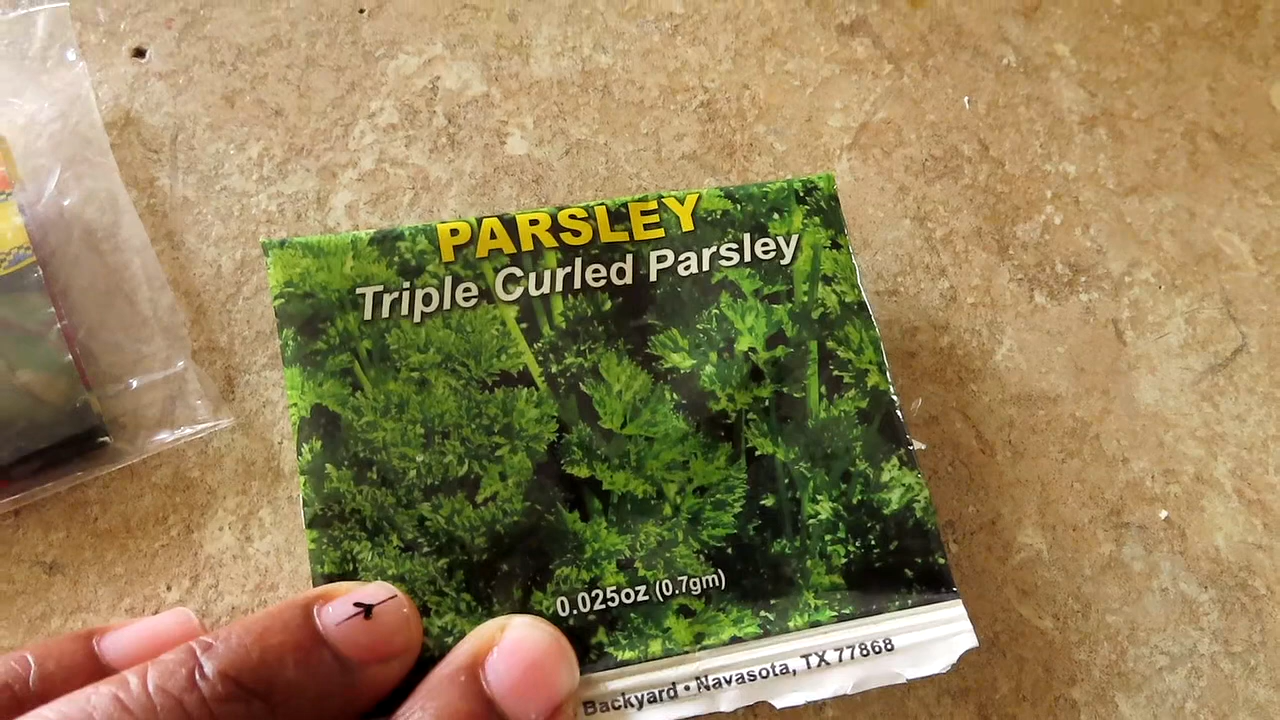 PARSLEY
Triple Curled Parsley
0.025oz (0.7gm)
Backyard • Navasota, TX 77868